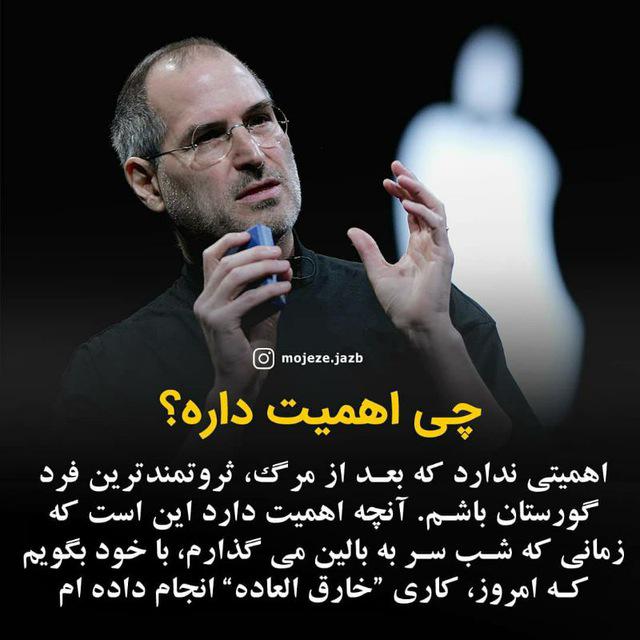 mojeze.jazb
چی اهمیت داره؟
اهمیتی ندارد که بعد از مرگ، ثروتمندترین فرد
گورستان باشم. آنچه اهمیت دارد این است که
زمانی که شب سر به بالین می گذارم، با خود بگویم
که امروز، کاری ”خارق العاده“ انجام داده ام